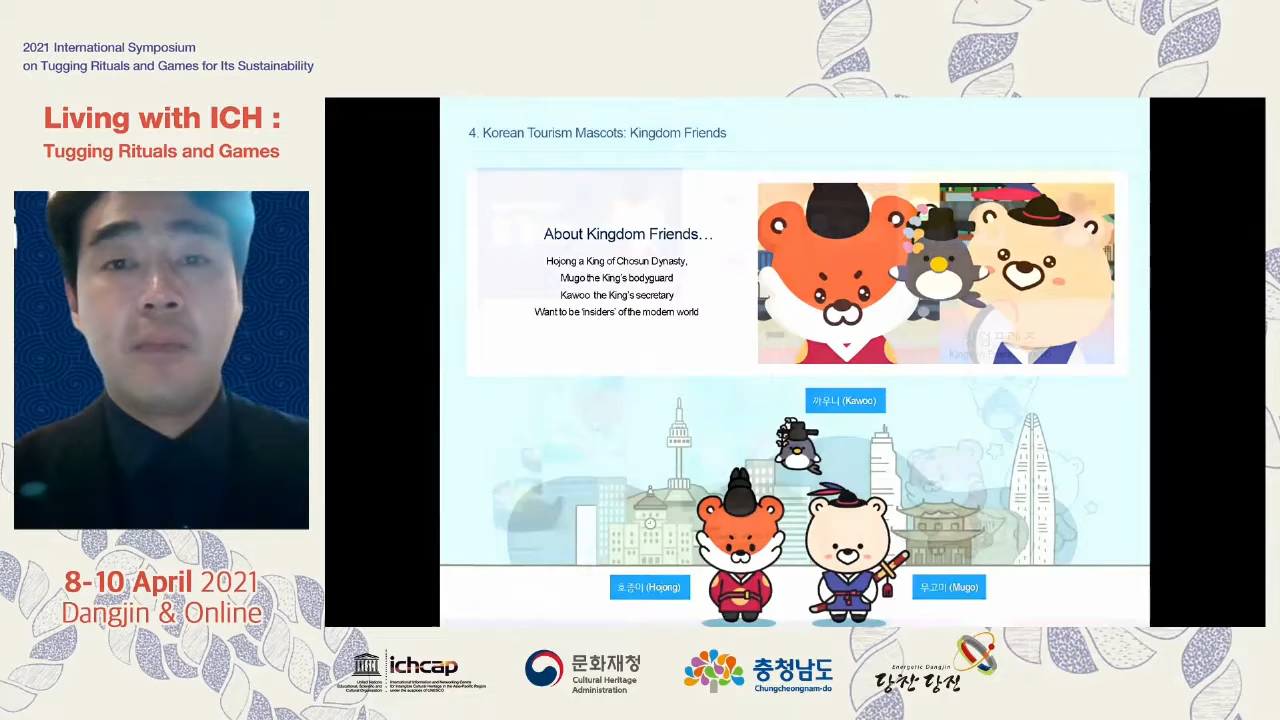 2021 International Symposium
on Tugging Rituals and Games for Its Sustainability
Living with ICH :
Tugging Rituals and Games
8-10 April 2021
Dangjin & Online
4. Korean Tourism Mascots: Kingdom Friends
About Kingdom Friends…
Hojong a King of Chosun Dynasty,
Mugo the King's bodyguard
Kawoo the King's secretary
Want to be 'insiders' of the modern world
까우니 (Kawoo)
호종이 (Hojong)
무고미 (Mugo)
United Nations
Educational, Scientific and
Cultural Organization
ichcap
International Information and Networking Centre
for Intangible Cultural Heritage in the Asia-Pacific Region
under the auspices of UNESCO
문화재청
Cultural Heritage
Administration
충청남도
Chungcheongnam-do
Energetic Dangjin
당찬 당진